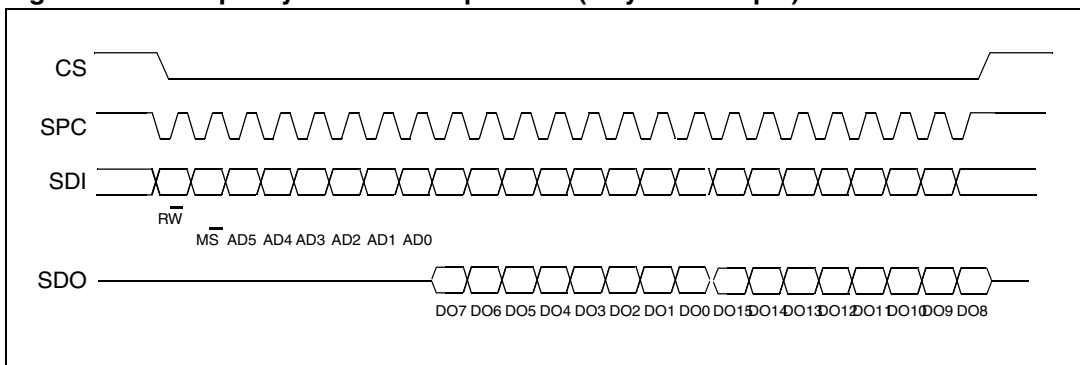 CS
SPC
SDI
RW
MS AD5 AD4 AD3 AD2 AD1 AD0
SDO
DO7 DO6 DO5 DO4 DO3 DO2 DO1 DO0 DO15 DO14 DO13 DO12 DO11 DO10 DO9 DO8